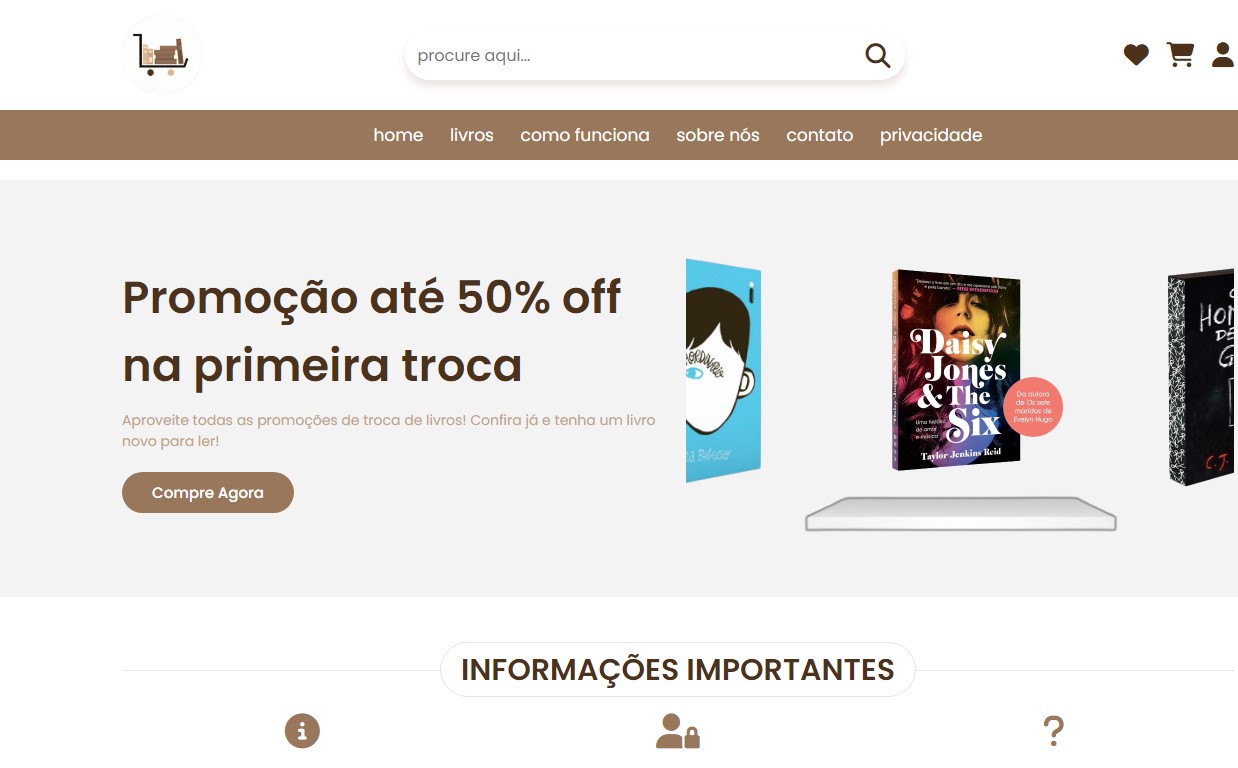 procure aqui...
home livros como funciona sobre nós contato privacidade
Promoção até 50% off
na primeira troca
Aproveite todas as promoções de troca de livros! Confira já e tenha um livro
novo para ler!
Compre Agora
Daisy
Jones
& The
Six
Uma história
de amor
e música
Taylor Jenkins Reid
Da autora
de Os sete
maridos de
Evelyn Hugo
C.J.
INFORMAÇÕES IMPORTANTES
?